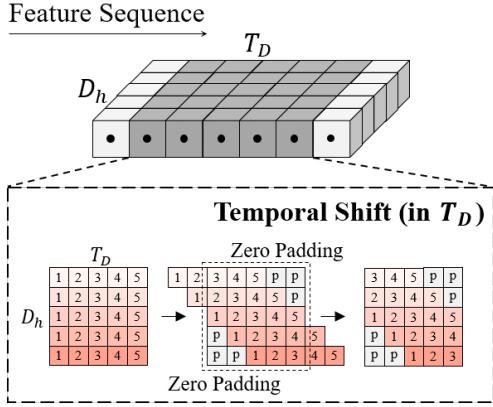 Feature Sequence
T_D
D_h
Temporal Shift (in T_D)
T_D
Zero Padding
D_h
1 2 3 4 5
1 2 3 4 5
1 2 3 4 5
1 2 3 4 5
1 2 3 4 5
1 2 3 4 5 p p
1 2 3 4 5 p
1 2 3 4 5
p 1 2 3 4 5
p p 1 2 3 4 5
3 4 5 p p
2 3 4 5 p
1 2 3 4 5
p 1 2 3 4
p p 1 2 3
Zero Padding